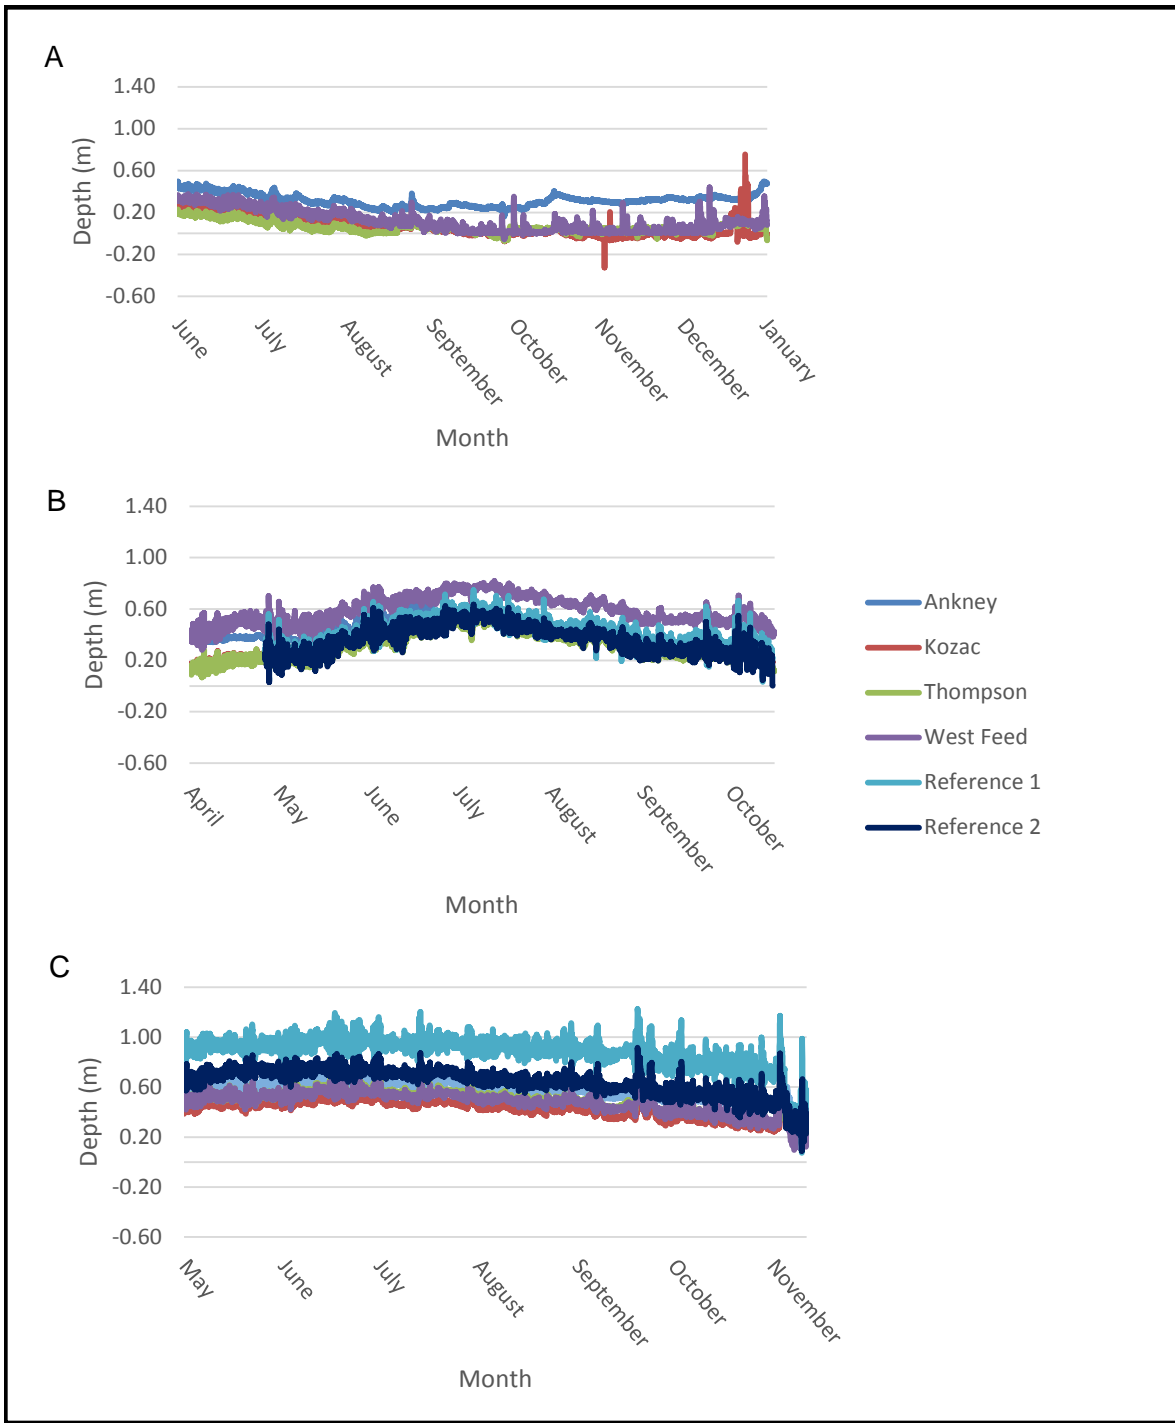 A
1.40
1.00
0.60
0.20
-0.20
-0.60
Depth (m)
June
July
August
September
October
November
December
January
Month
B
1.40
1.00
0.60
0.20
-0.20
-0.60
Depth (m)
April
May
June
July
August
September
October
Month
Ankney
Kozac
Thompson
West Feed
Reference 1
Reference 2
C
1.40
1.00
0.60
0.20
-0.20
-0.60
Depth (m)
May
June
July
August
September
October
November
Month